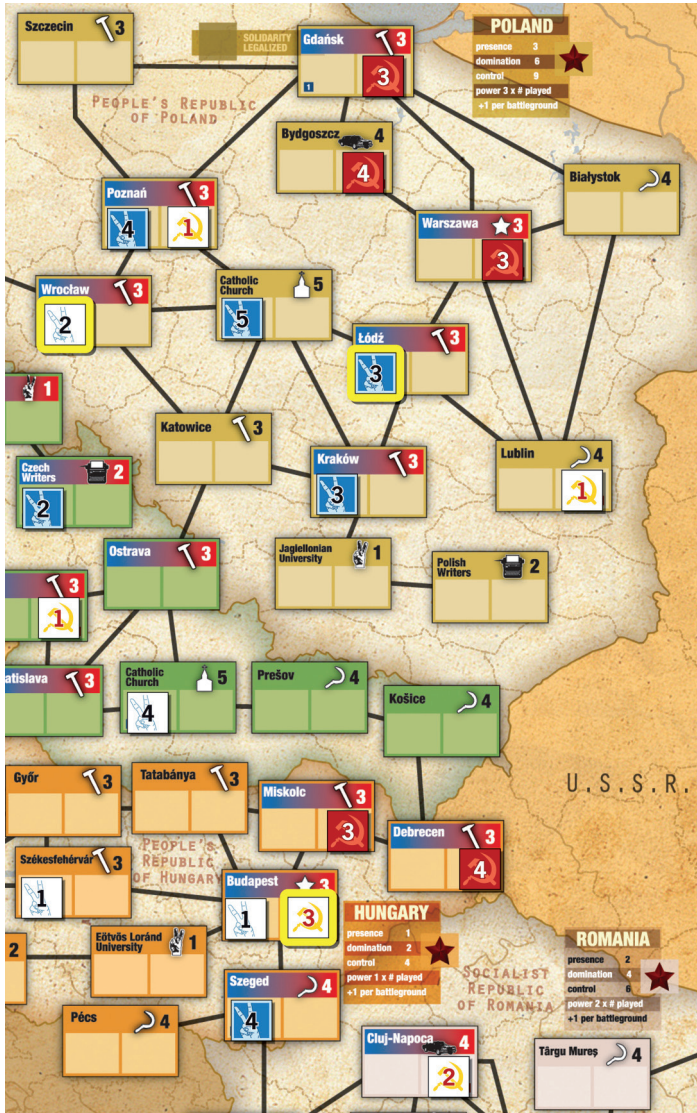 Szczecin 3
SOLIDARITY
LEGALIZED
Gdańsk 3
3
1
POLAND
presence 3
domination 6
control 9
power 3 x # played
+1 per battleground
PEOPLE'S REPUBLIC
OF POLAND
Bydgoszcz 4
4
Białystok 4
Poznań 3
4 1
Warszawa 3
3
Wrocław 3
2
Catholic
Church 5
5
Łódź 3
3
1
Katowice 3
Kraków 3
3
Lublin 4
1
Czech
Writers 2
2
Ostrava 3
Jagiellonian
University 1
Polish
Writers 2
3
1
atislava 3
Catholic
Church 5
4
Prešov 4
Košice 4
U.S.S.R.
Győr 3
Tatabánya 3
Miskolc 3
3
Debrecen 3
4
PEOPLE'S
REPUBLIC
OF HUNGARY
Székesfehérvár 3
1
Budapest 3
1 3
HUNGARY
presence 1
domination 2
control 4
power 1 x # played
+1 per battleground
2
Eötvös Loránd
University 1
ROMANIA
presence 2
domination 4
control 6
power 2 x # played
+1 per battleground
SOCIALIST
REPUBLIC
OF ROMANIA
Szeged 4
4
Pécs 4
Cluj-Napoca 4
2
Târgu Mureş 4